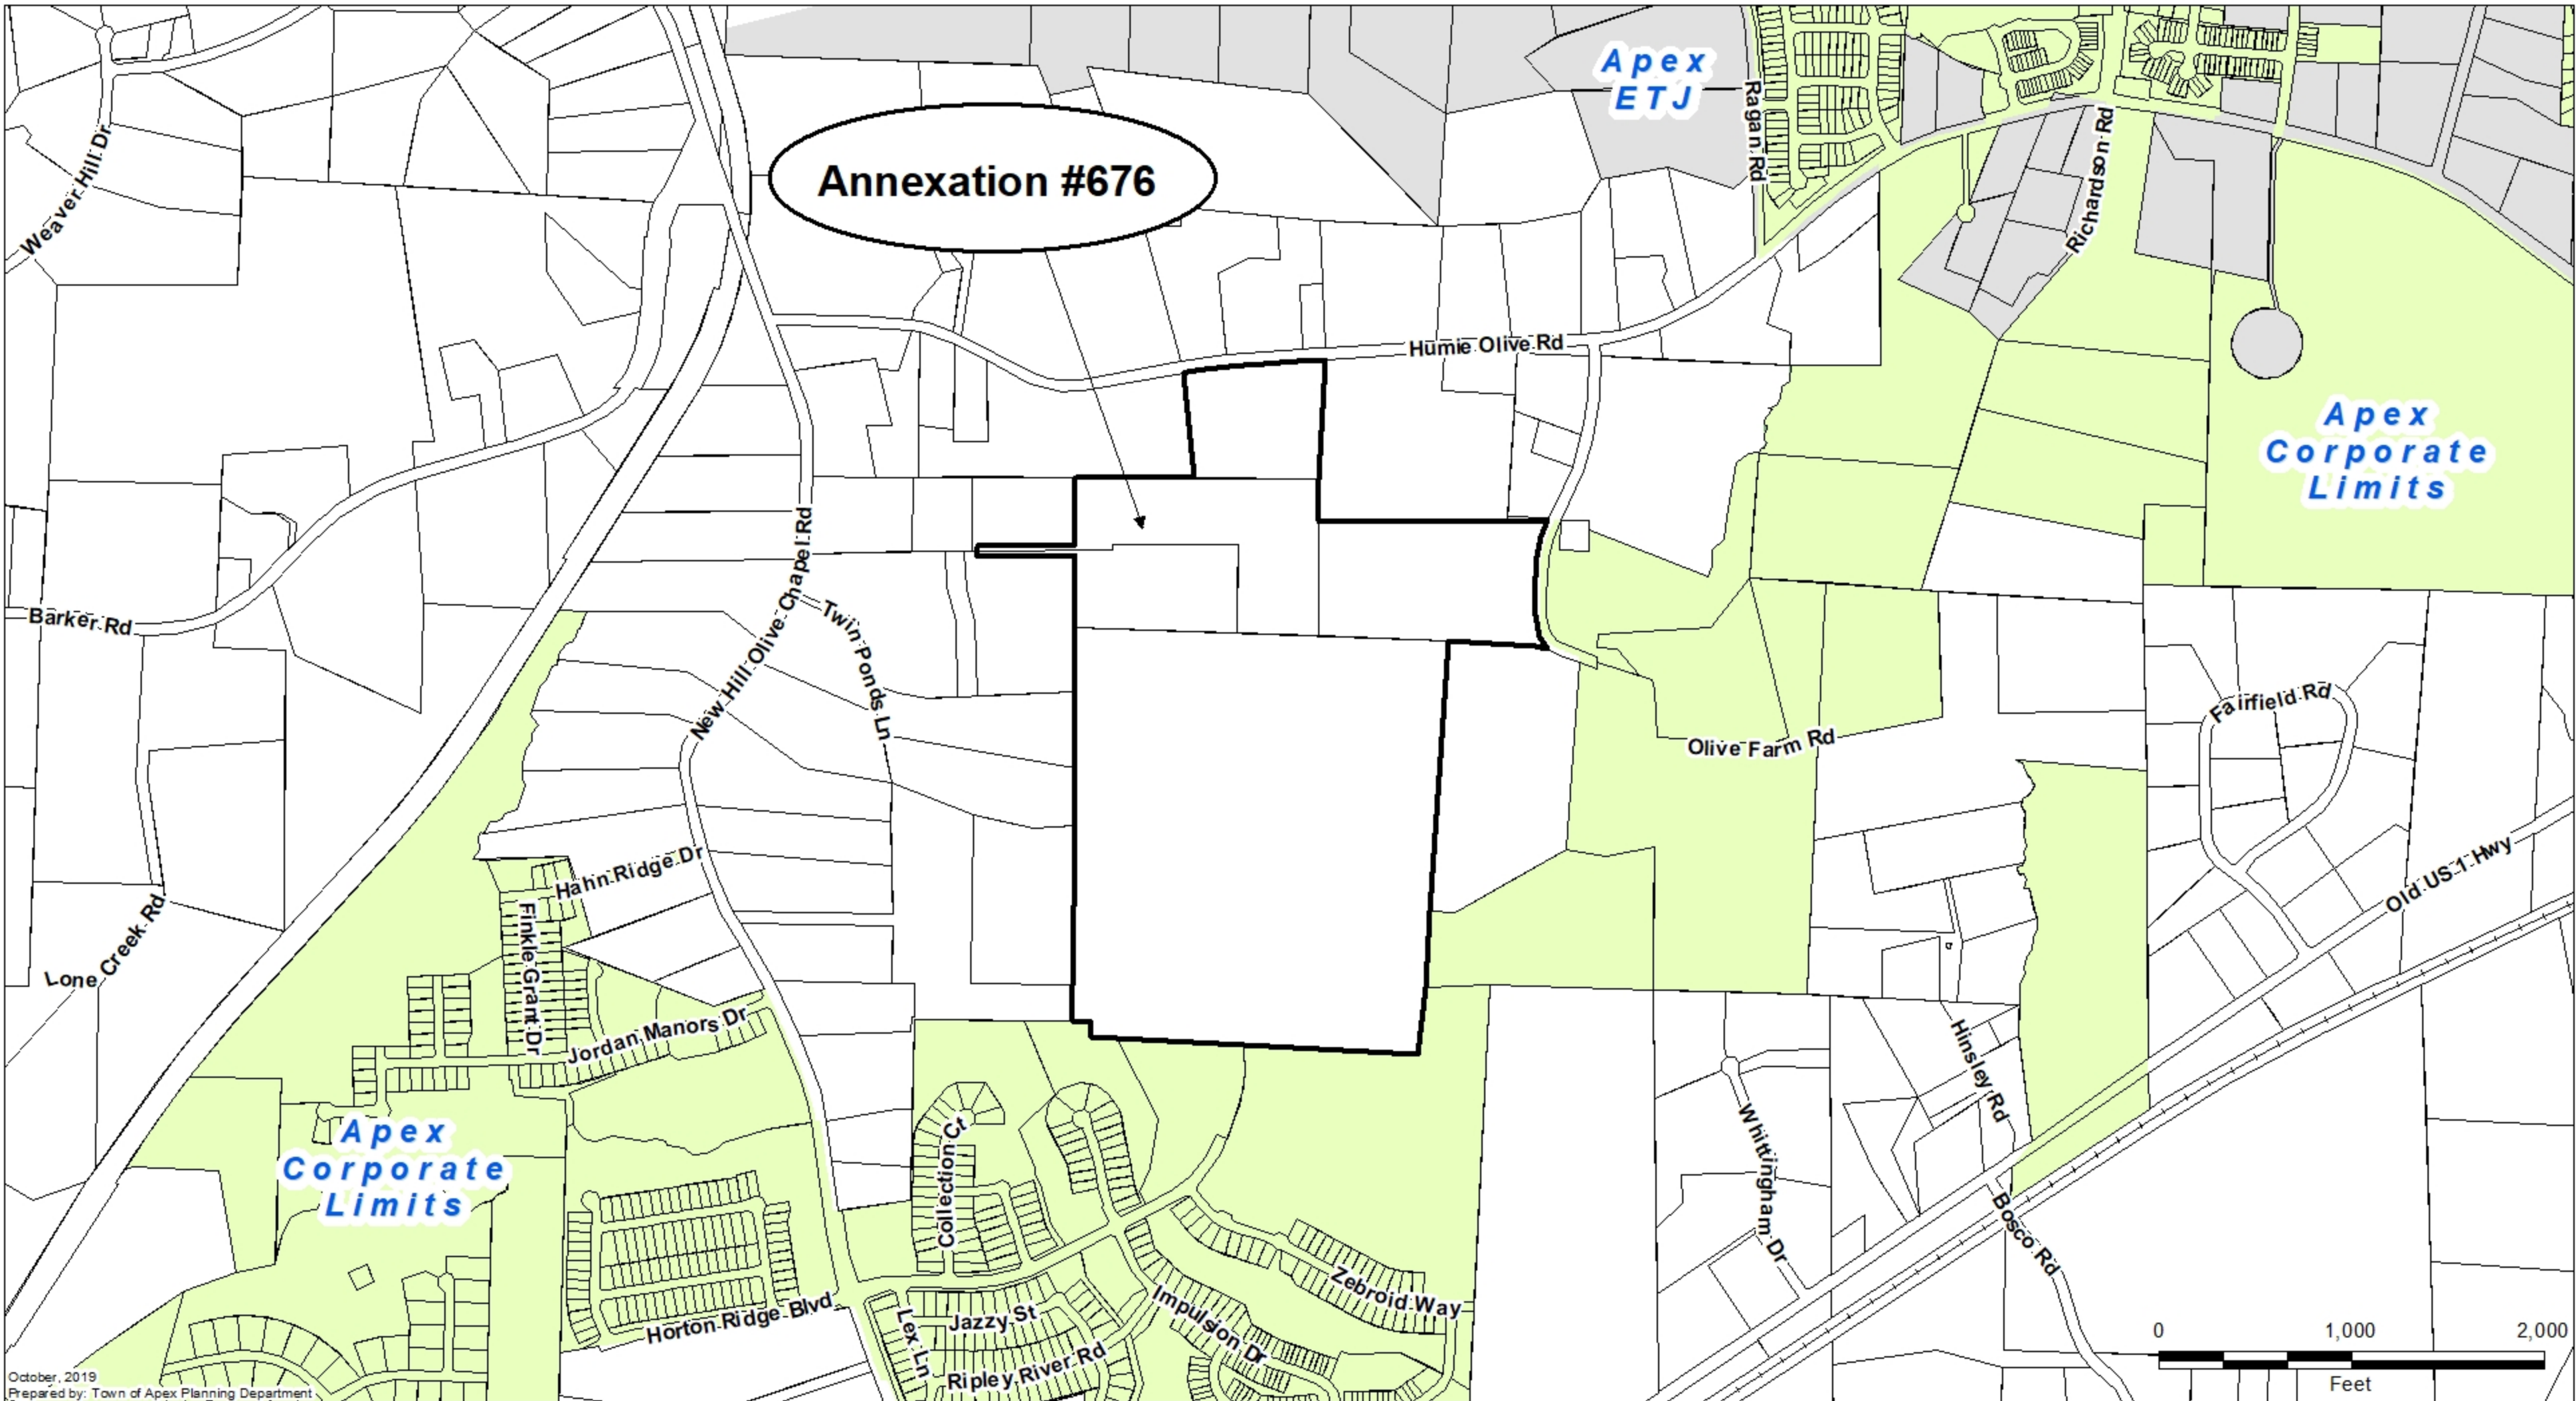 Apex
ETJ
Ragan Rd
Richardson Rd
Weaver Hill Dr
Annexation #676
Humie Olive Rd
Apex
Corporate
Limits
New Hill Olive Chapel Rd
Barker Rd
Twin Ponds Ln
Fairfield Rd
Olive Farm Rd
Old US 1 Hwy
Hahn Ridge Dr
Finkle Grant Dr
Lone Creek Rd
Jordan Manors Dr
Hinsley Rd
Apex
Corporate
Limits
Collection Ct
Whittingham Dr
Bosco Rd
Zebroid Way
Impulsion Dr
Horton Ridge Blvd
Lex Ln
Jazzy St
Ripley River Rd
0 1,000 2,000
Feet
October, 2019
Prepared by: Town of Apex Planning Department